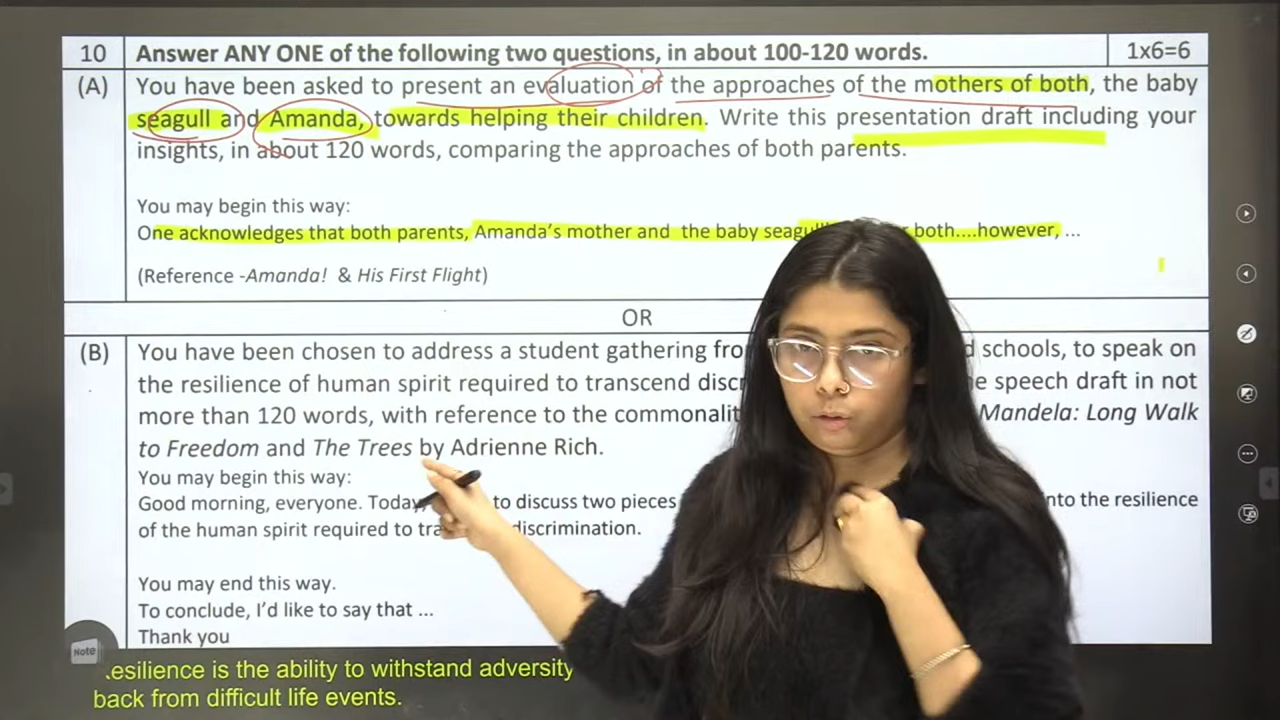 10 Answer ANY ONE of the following two questions, in about 100-120 words. 1x6=6
(A) You have been asked to present an evaluation of the approaches of the mothers of both, the baby
seagull and Amanda, towards helping their children. Write this presentation draft including your
insights, in about 120 words, comparing the approaches of both parents.
You may begin this way:
One acknowledges that both parents, Amanda's mother and the baby both....however, ...
(Reference -Amanda! & His First Flight)
OR
(B) You have been chosen to address a student gathering schools, to speak on
the resilience of human spirit required to transcend speech draft in not
more than 120 words, with reference to the Mandela: Long Walk
to Freedom and The Trees by Adrienne Rich.
You may begin this way:
Good morning, everyone. to discuss two pieces into the resilience
of the human spirit required to discrimination.
You may end this way.
To conclude, I'd like to say that ...
Thank you
Note
is the ability to withstand adversity
back from difficult life events.